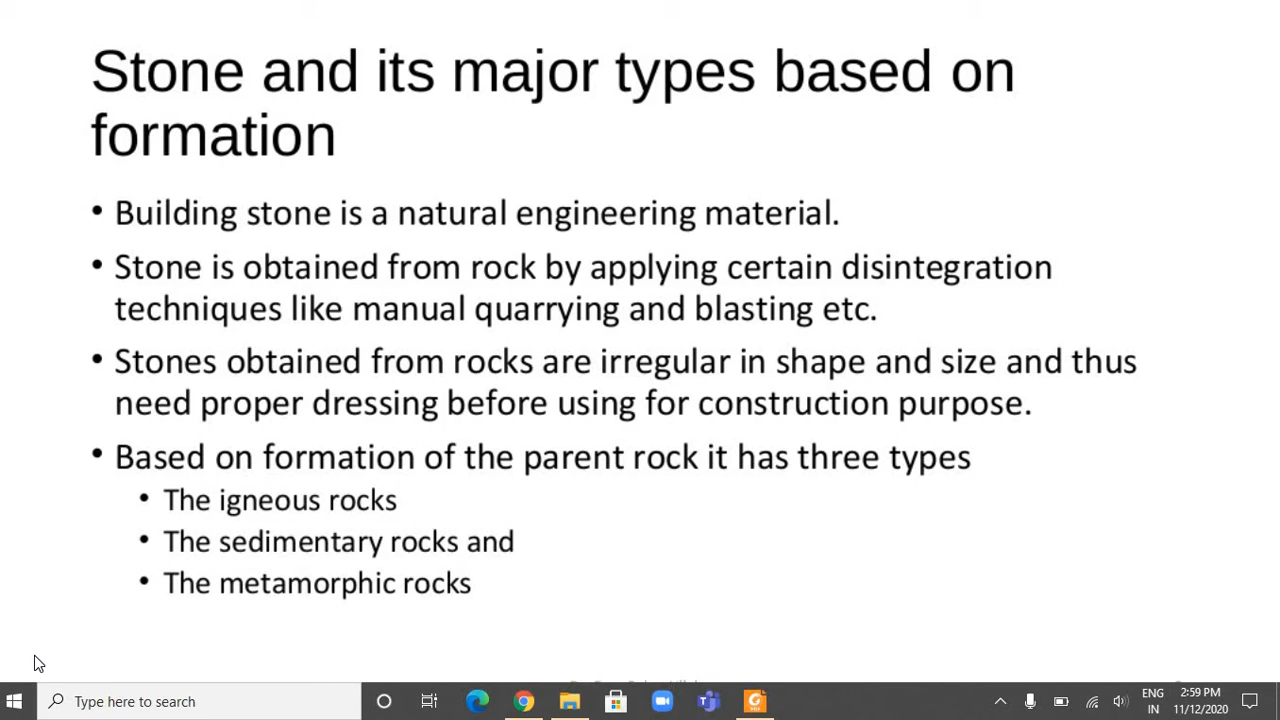 Stone and its major types based on
formation
• Building stone is a natural engineering material.
• Stone is obtained from rock by applying certain disintegration
techniques like manual quarrying and blasting etc.
• Stones obtained from rocks are irregular in shape and size and thus
need proper dressing before using for construction purpose.
• Based on formation of the parent rock it has three types
• The igneous rocks
• The sedimentary rocks and
• The metamorphic rocks
Type here to search
ENG
IN
2:59 PM
11/12/2020